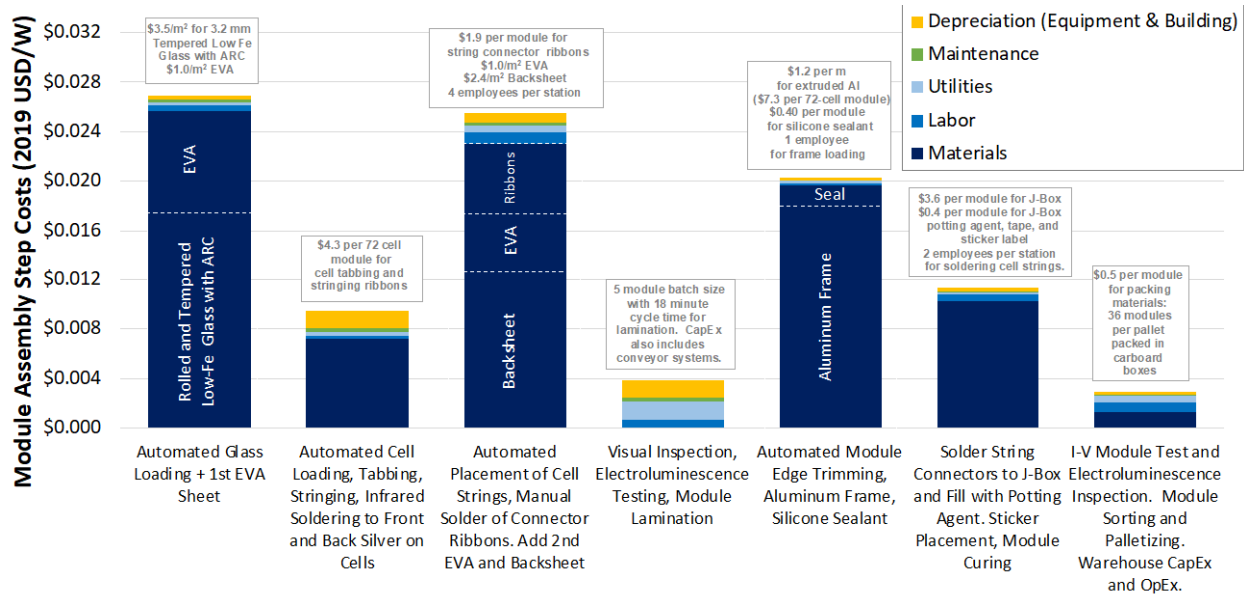 Module Assembly Step Costs (2019 USD/W)
$0.032
$0.028
$0.024
$0.020
$0.016
$0.012
$0.008
$0.004
$0.000
$3.5/m² for 3.2 mm
Tempered Low Fe
Glass with ARC
$1.0/m² EVA
EVA
Rolled and Tempered
Low-Fe Glass with ARC
$4.3 per 72 cell
module for
cell tabbing and
stringing ribbons
$1.9 per module for
string connector ribbons
$1.0/m² EVA
$2.4/m² Backsheet
4 employees per station
Ribbons
EVA
Backsheet
5 module batch size
with 18 minute
cycle time for
lamination. CapEx
also includes
conveyor systems.
$1.2 per m
for extruded Al
($7.3 per 72-cell module)
$0.40 per module
for silicone sealant
1 employee
for frame loading
Seal
Aluminum Frame
$3.6 per module for J-Box
$0.4 per module for J-Box
potting agent, tape, and
sticker label
2 employees per station
for soldering cell strings.
$0.5 per module
for packing
materials:
36 modules
per pallet
packed in
carboard
boxes
Depreciation (Equipment & Building)
Maintenance
Utilities
Labor
Materials
Automated Glass
Loading + 1st EVA
Sheet
Automated Cell
Loading, Tabbing,
Stringing, Infrared
Soldering to Front
and Back Silver on
Cells
Automated
Placement of Cell
Strings, Manual
Solder of Connector
Ribbons. Add 2nd
EVA and Backsheet
Visual Inspection,
Electroluminescence
Testing, Module
Lamination
Automated Module
Edge Trimming,
Aluminum Frame,
Silicone Sealant
Solder String
Connectors to J-Box
and Fill with Potting
Agent. Sticker
Placement, Module
Curing
I-V Module Test and
Electroluminescence
Inspection. Module
Sorting and
Palletizing.
Warehouse CapEx
and OpEx.